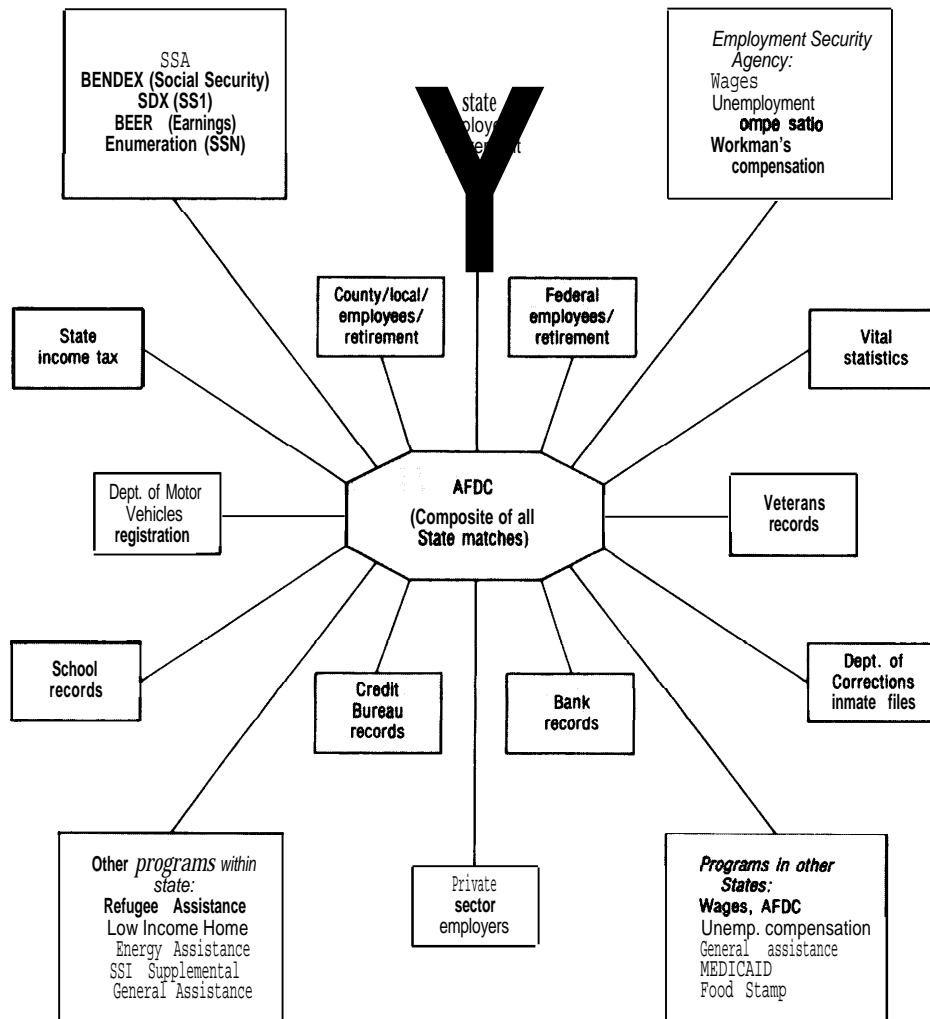 SSA
BENDEX (Social Security)
SDX (SS1)
BEER (Earnings)
Enumeration (SSN)
state
Y
Employment Security
Agency:
Wages
Unemployment
ompe satio
Workman's
compensation
County/local/
employees/
retirement
Federal
employees/
retirement
State
income tax
Vital
statistics
Dept. of Motor
Vehicles
registration
AFDC
(Composite of all
State matches)
Veterans
records
School
records
Credit
Bureau
records
Bank
records
Dept. of
Corrections
inmate files
Other programs within
state:
Refugee Assistance
Low Income Home
Energy Assistance
SSI Supplemental
General Assistance
Private
sector
employers
Programs in other
States:
Wages, AFDC
Unemp. compensation
General assistance
MEDICAID
Food Stamp